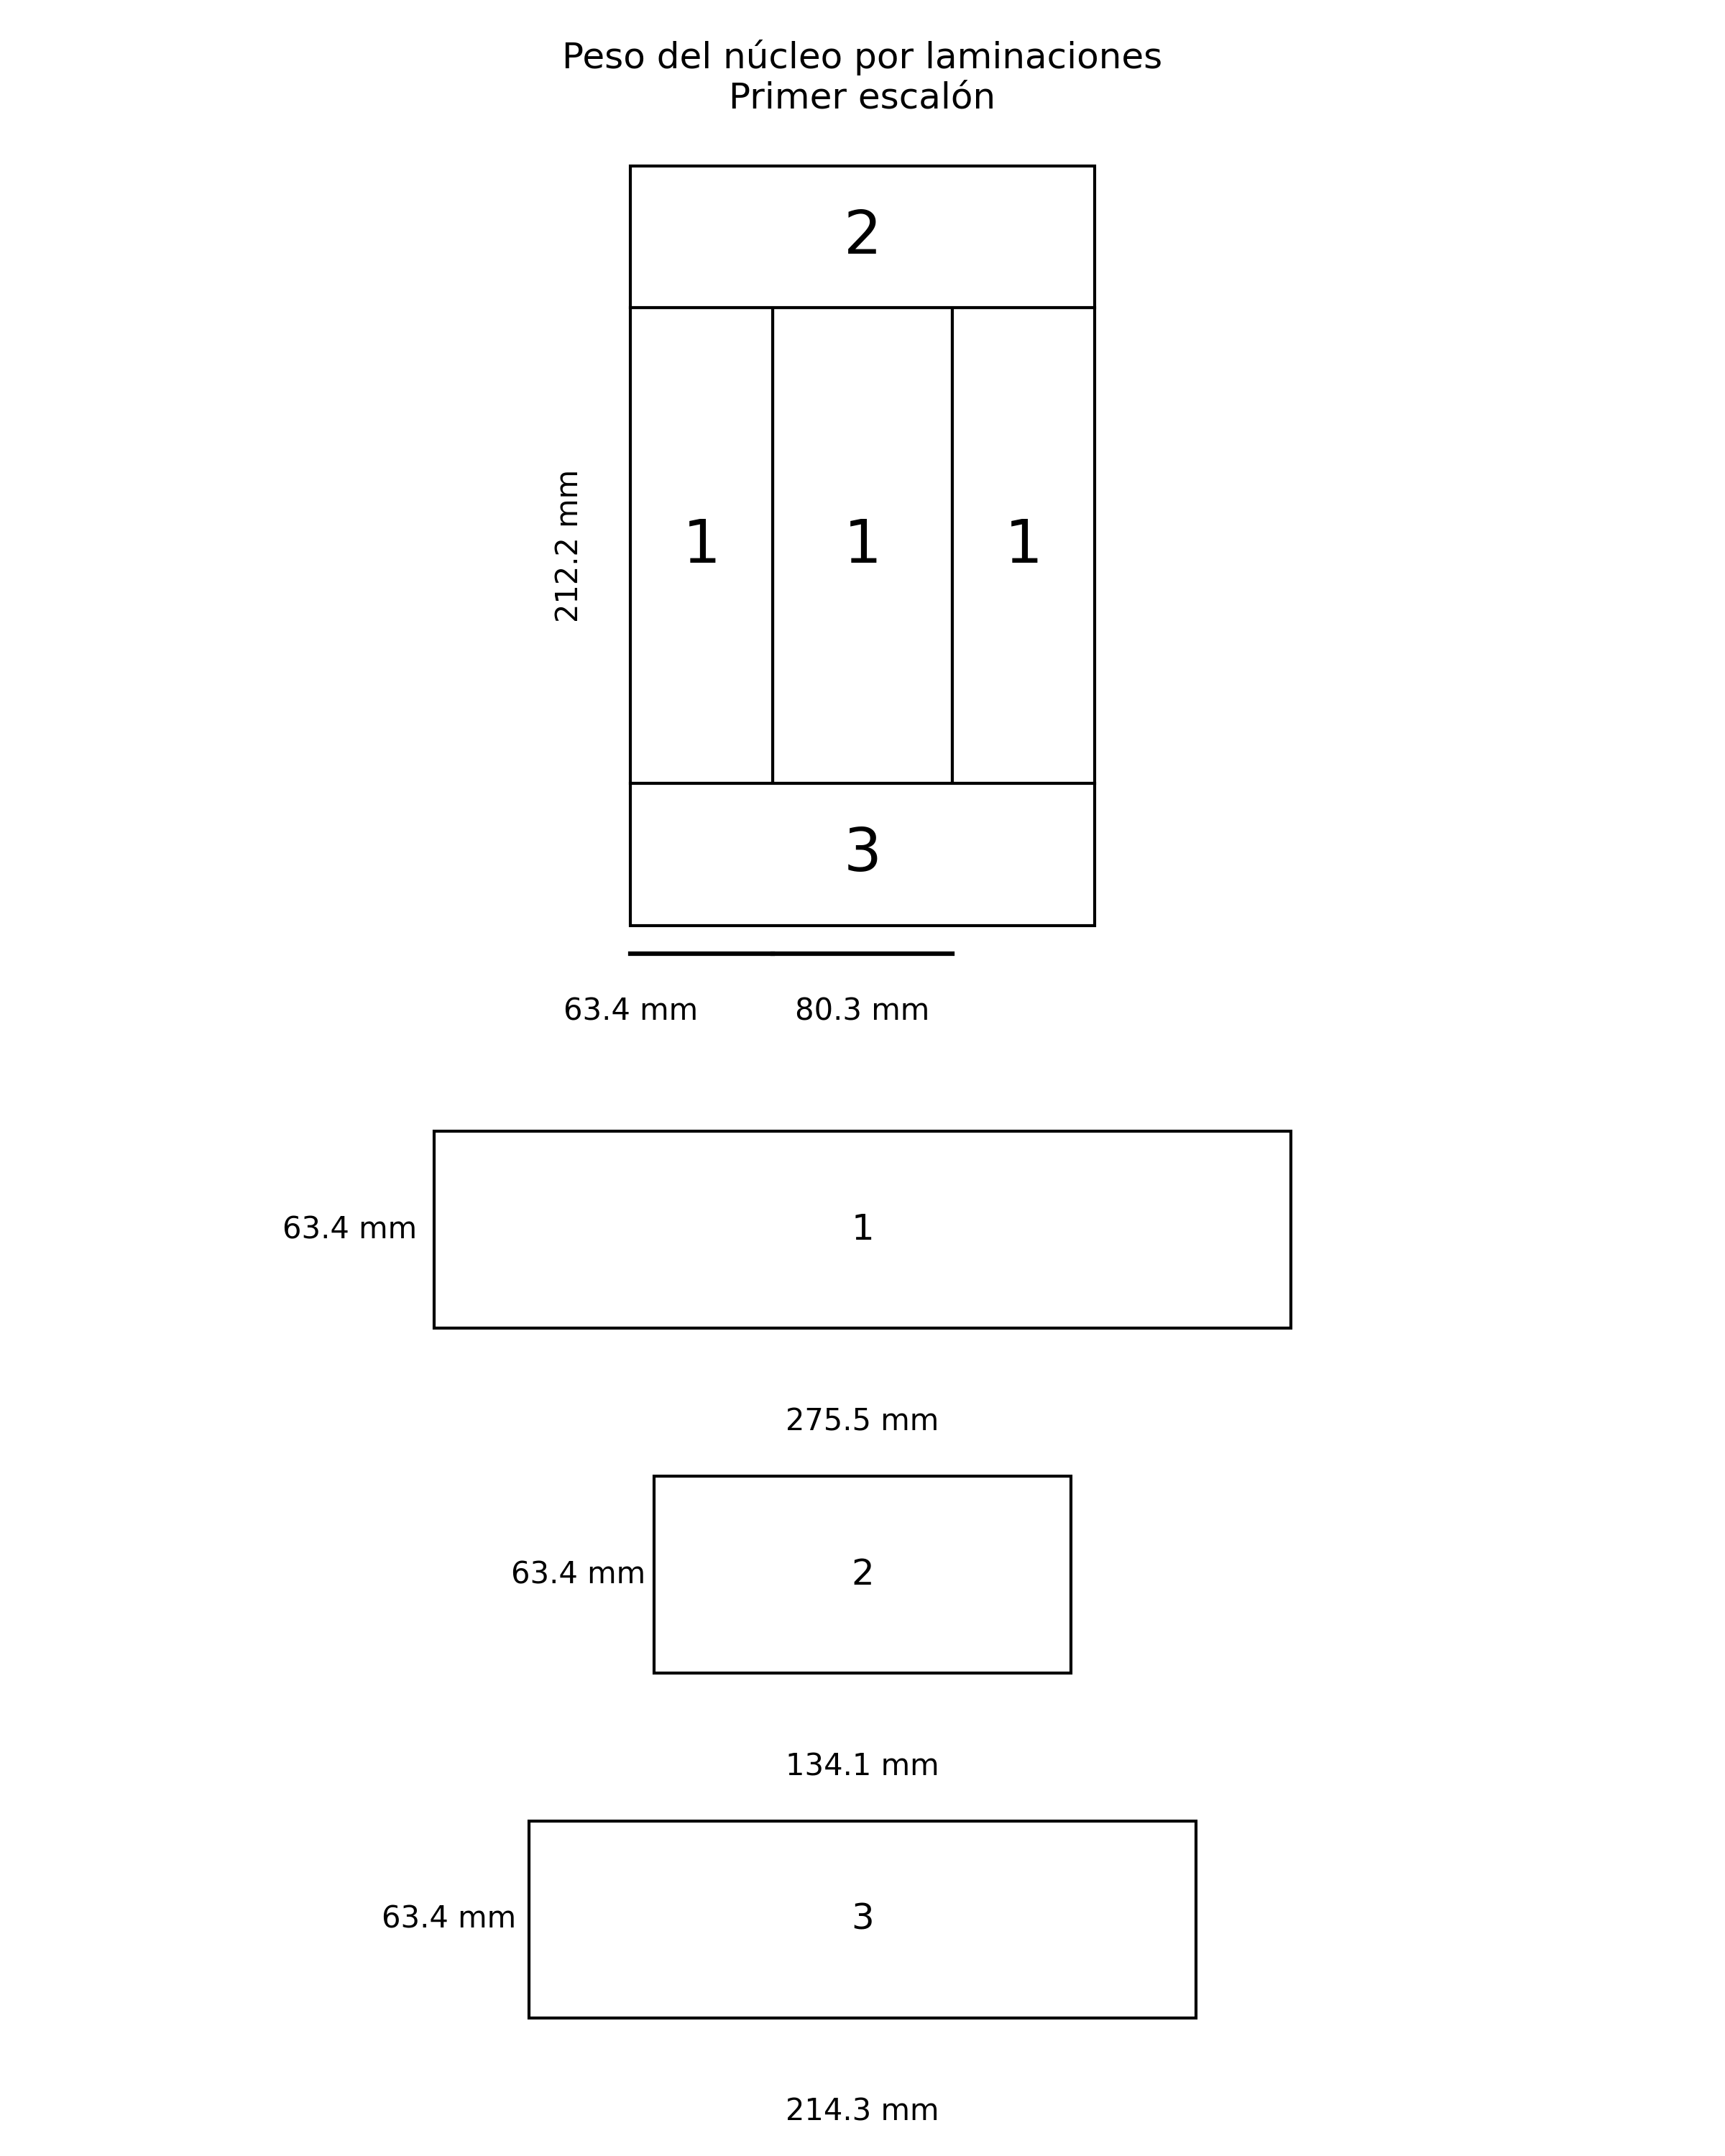 Peso del núcleo por laminaciones
Primer escalón
2
212.2 mm
1 1 1
3
63.4 mm 80.3 mm
63.4 mm
1
275.5 mm
63.4 mm
2
134.1 mm
63.4 mm
3
214.3 mm